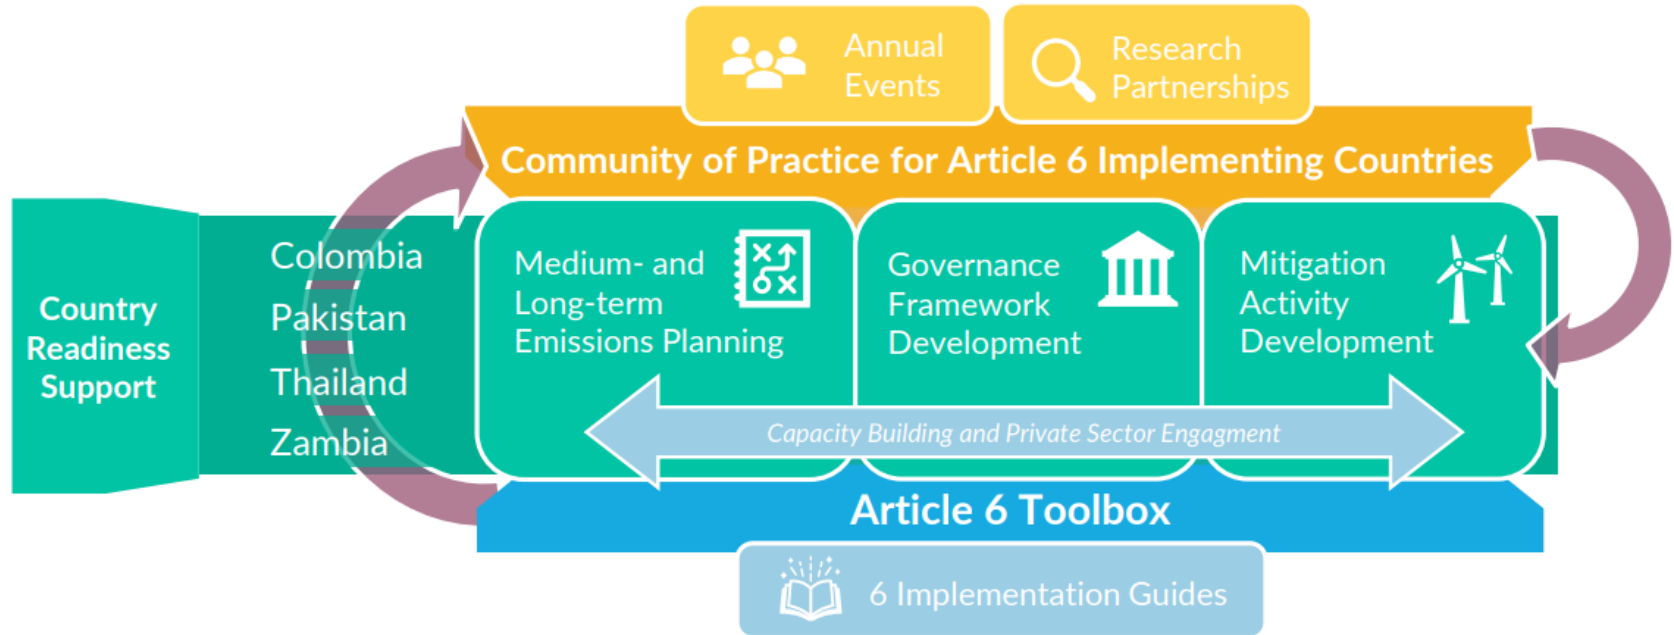 Annual
Events
Research
Partnerships
Community of Practice for Article 6 Implementing Countries
Country
Readiness
Support
Colombia
Pakistan
Thailand
Zambia
Medium- and
Long-term
Emissions Planning
Governance
Framework
Development
Mitigation
Activity
Development
Capacity Building and Private Sector Engagment
Article 6 Toolbox
6 Implementation Guides